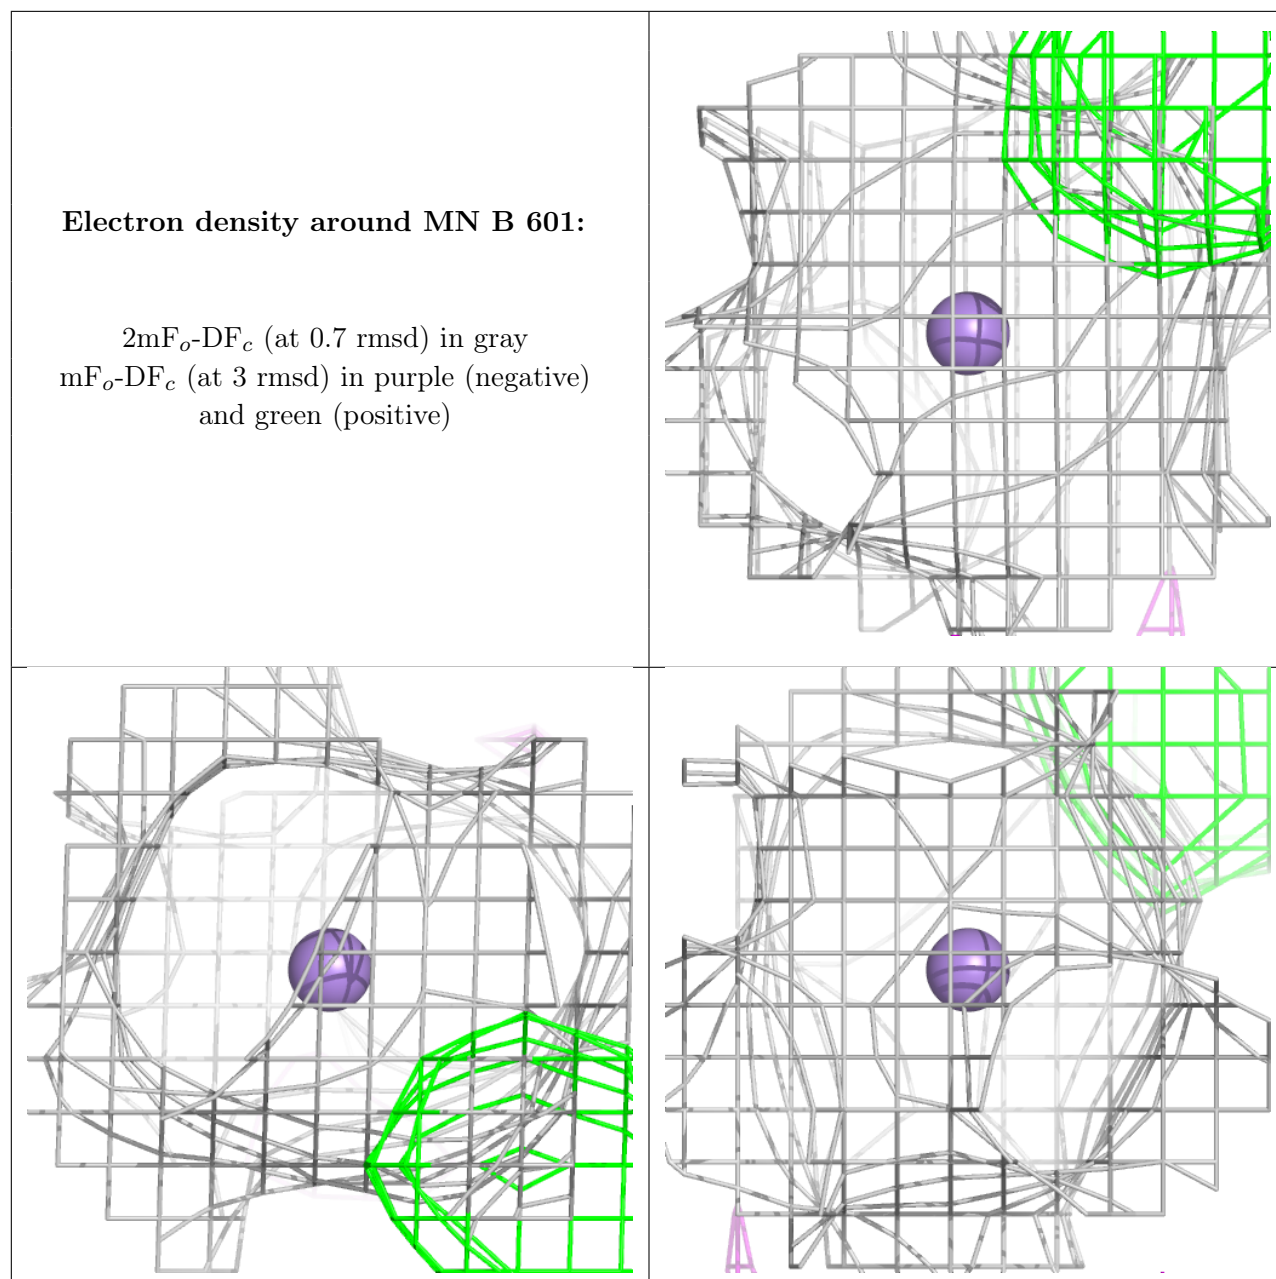 Electron density around MN B 601:
2mFo-DFc (at 0.7 rmsd) in gray
mFo-DFc (at 3 rmsd) in purple (negative)
and green (positive)